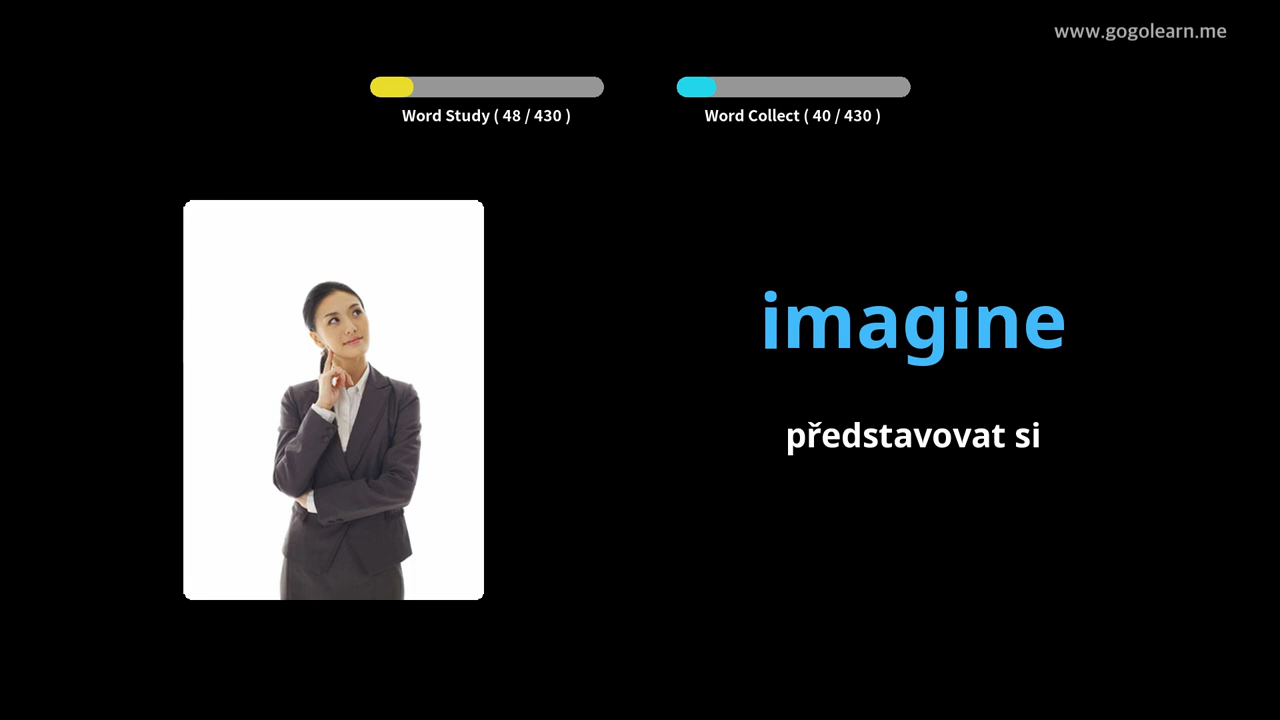 www.gogolearn.me
Word Study ( 48 / 430 )
Word Collect ( 40 / 430 )
imagine
představovat si